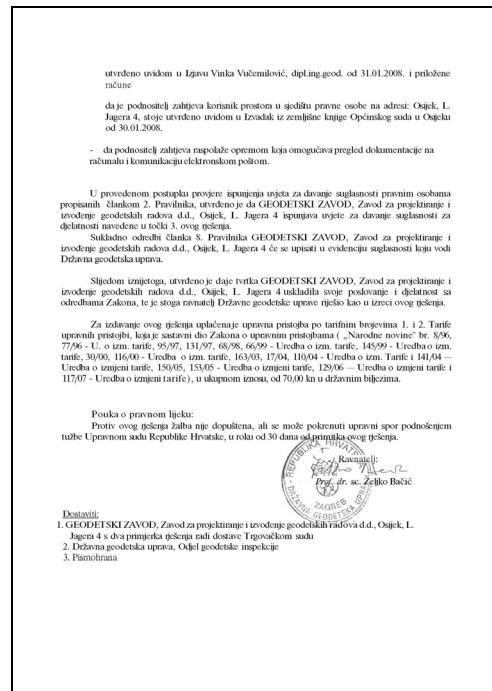 utvrđeno uvidom u Izjavu Vinka Vučemilović, dipl.ing.geod. od 31.01.2008. i priložene
račune
da je podnositelj zahtjeva korisnik prostora u sjedištu pravne osobe na adresi: Osijek, L.
Jagera 4, stoje utvrđeno uvidom u Izvadak iz zemljišne knjige Općinskog suda u Osijeku
od 30.01.2008.
- da podnositelj zahtjeva raspolaže opremom koja omogućava pregled dokumentacije na
računalu i komunikaciju elektronskom poštom.
U provedenom postupku provjere ispunjenja uvjeta za davanje suglasnosti pravnim osobama
propisanih člankom 2. Pravilnika, utvrđeno je da GEODETSKI ZAVOD, Zavod za projektiranje i
izvođenje geodetskih radova d.d., Osijek, L. Jagera 4 ispunjava uvjete za davanje suglasnosti za
djelatnosti navedene u točki 3. ovog rješenja.
Sukladno odredbi članka 8. Pravilnika GEODETSKI ZAVOD, Zavod za projektiranje i
izvođenje geodetskih radova d.d., Osijek, L. Jagera 4 će se upisati u evidenciju suglasnosti koju vodi
Državna geodetska uprava.
Slijedom iznijetoga, utvrđeno je daje tvrtka GEODETSKI ZAVOD, Zavod za projektiranje i
izvođenje geodetskih radova d.d., Osijek, L. Jagera 4 uskladila svoje poslovanje i djelatnost sa
odredbama Zakona, te je stoga ravnatelj Državne geodetske uprave riješio kao u izreci ovog rješenja.
Za izdavanje ovog rješenja uplaćenaje upravna pristojba po tarifnim brojevima 1. i 2. Tarife
upravnih pristojbi, koja je sastavni dio Zakona o upravnim pristojbama ( „Narodne novine" br. 8/96,
77/96 - U. o izm. tarife, 95/97, 131/97, 68/98, 66/99 - Uredba o izm. tarife, 145/99 - Uredba o izm.
tarife, 30/00, 116/00 - Uredba o izm. tarife, 163/03, 17/04, 110/04 - Uredba o izm. Tarife i 141/04 —
Uredba o izmjeni tarife, 150/05, 153/05 - Uredba o izmjeni tarife, 129/06 — Uredba o izmjeni tarife i
117/07 - Uredba o izmjeni tarife), u ukupnom iznosu, od 70,00 kn u državnim biljezima.
Pouka o pravnom lijeku:
Protiv ovog rješenja žalba nije dopuštena, ali se može pokrenuti upravni spor podnošenjem
tužbe Upravnom sudu Republike Hrvatske, u roku od 30 dana od primitka ovog rješenja.
Ravnatelj:
Prof. dr. sc. Željko Bačić
REPUBLIKA HRVATSKA
DRŽAVNA GEODETSKA UPRAVA
ZAGREB
Dostaviti:
1. GEODETSKI ZAVOD, Zavod za projektiranje i izvođenje geodetskih radova d.d., Osijek, L.
Jagera 4 s dva primjerka rješenja radi dostave Trgovačkom sudu
2. Državna geodetska uprava, Odjel geodetske inspekcije
3. Pismohrana